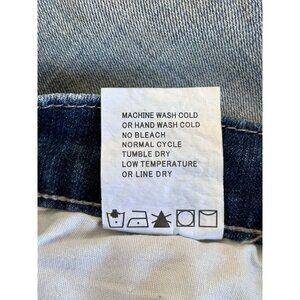 MACHINE WASH COLD
OR HAND WASH COLD
NO BLEACH
NORMAL CYCLE
TUMBLE DRY
LOW TEMPERATURE
OR LINE DRY